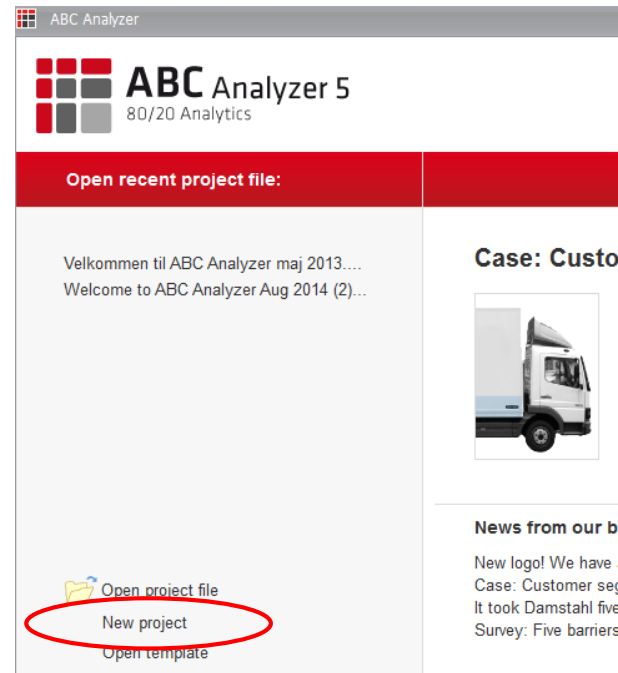 ABC Analyzer
ABC Analyzer 5
80/20 Analytics
Open recent project file:
Velkommen til ABC Analyzer maj 2013....
Welcome to ABC Analyzer Aug 2014 (2)...
Open project file
New project
Open template
Case: Custo
News from our b
New logo! We have
Case: Customer seg
It took Damstahl five
Survey: Five barriers